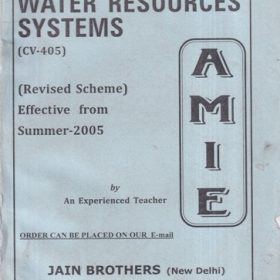 WATER RESOURCES
SYSTEMS
(CV-405)
(Revised Scheme)
Effective from
Summer-2005
AMIE
by
An Experienced Teacher
ORDER CAN BE PLACED ON OUR E-mail
JAIN BROTHERS (New Delhi)